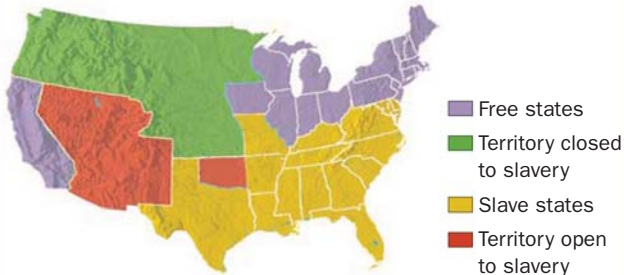 Free states
Territory closed
to slavery
Slave states
Territory open
to slavery